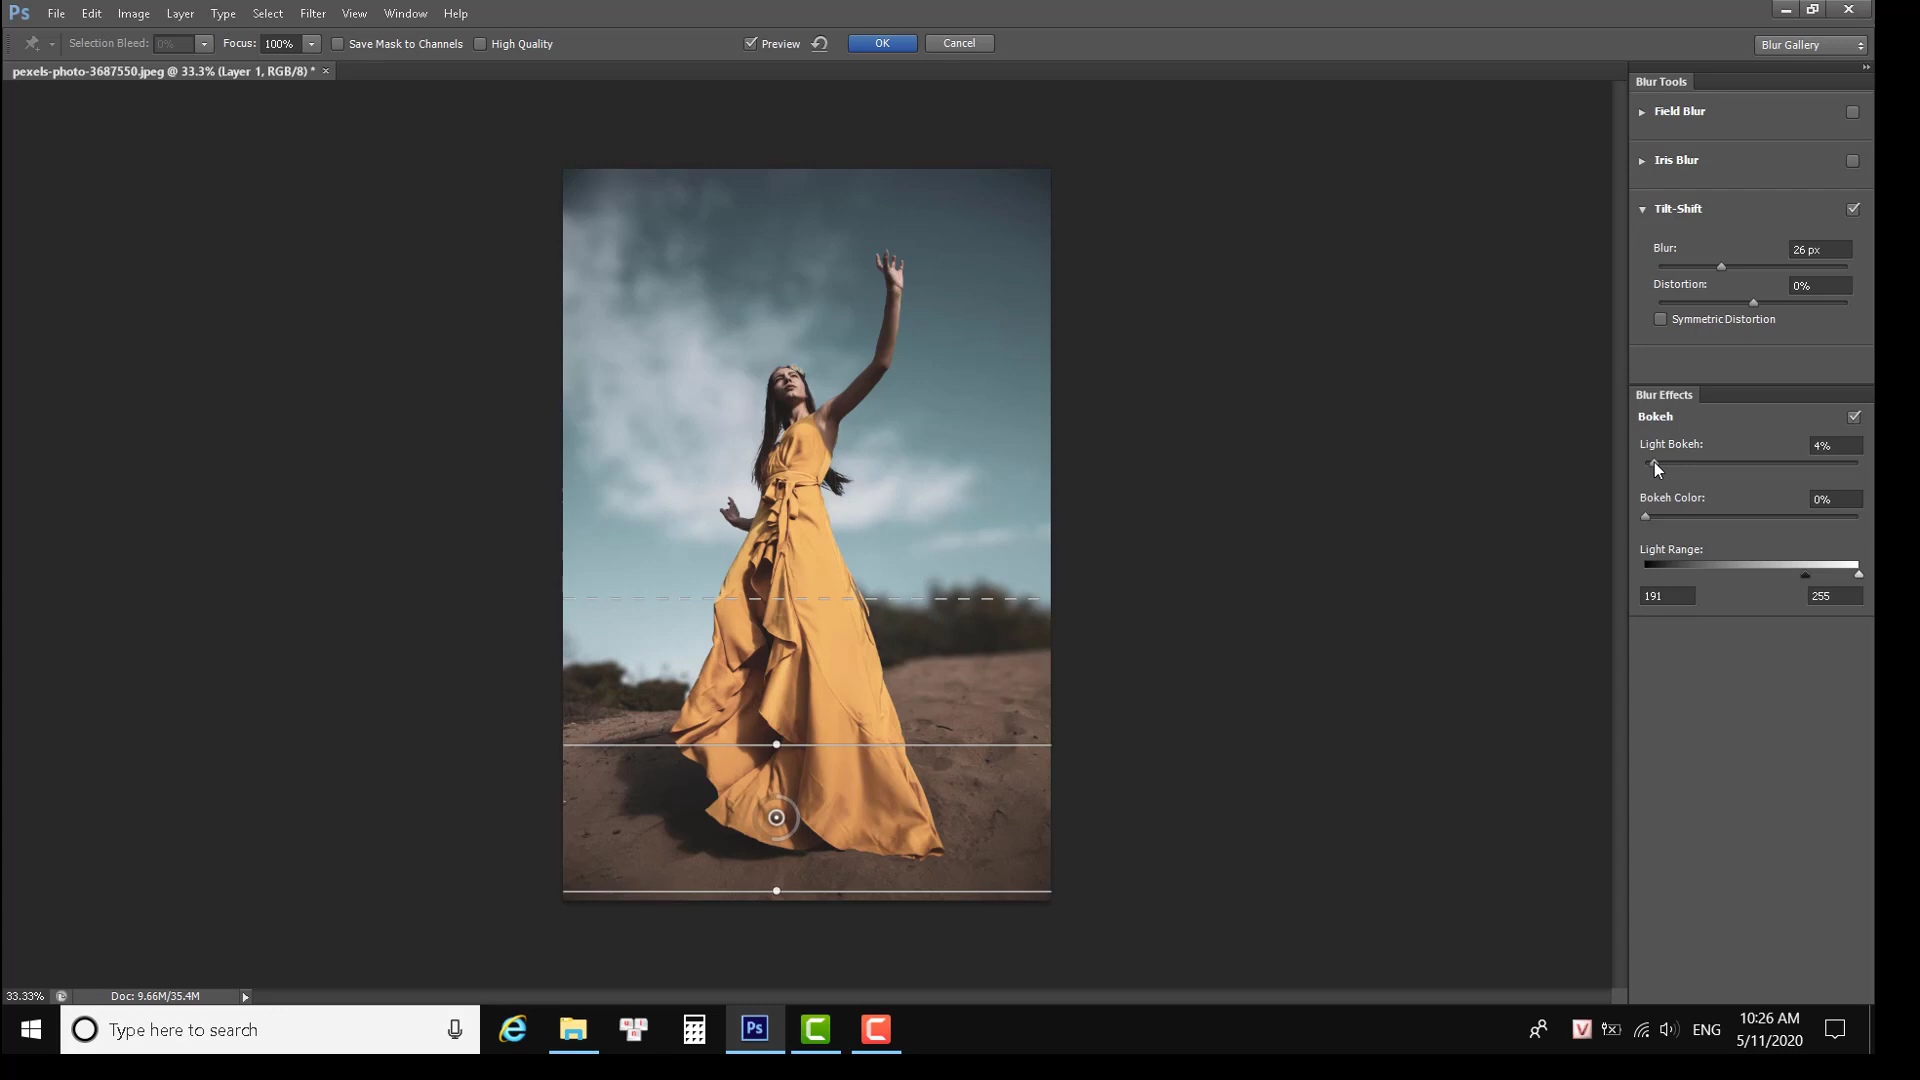 Ps File Edit Image Layer Type Select Filter View Window Help
Selection Bleed: 0% Focus: 100% Save Mask to Channels High Quality Preview OK Cancel Blur Gallery
pexels-photo-3687550.jpeg @ 33.3% (Layer 1, RGB/8) * ×
Blur Tools
Field Blur
Iris Blur
Tilt-Shift
Blur: 26 px
Distortion: 0%
Symmetric Distortion
Blur Effects
Bokeh
Light Bokeh: 4%
Bokeh Color: 0%
Light Range:
191 255
33.33% Doc: 9.66M/35.4M
Type here to search
Ps
V ENG
10:26 AM
5/11/2020